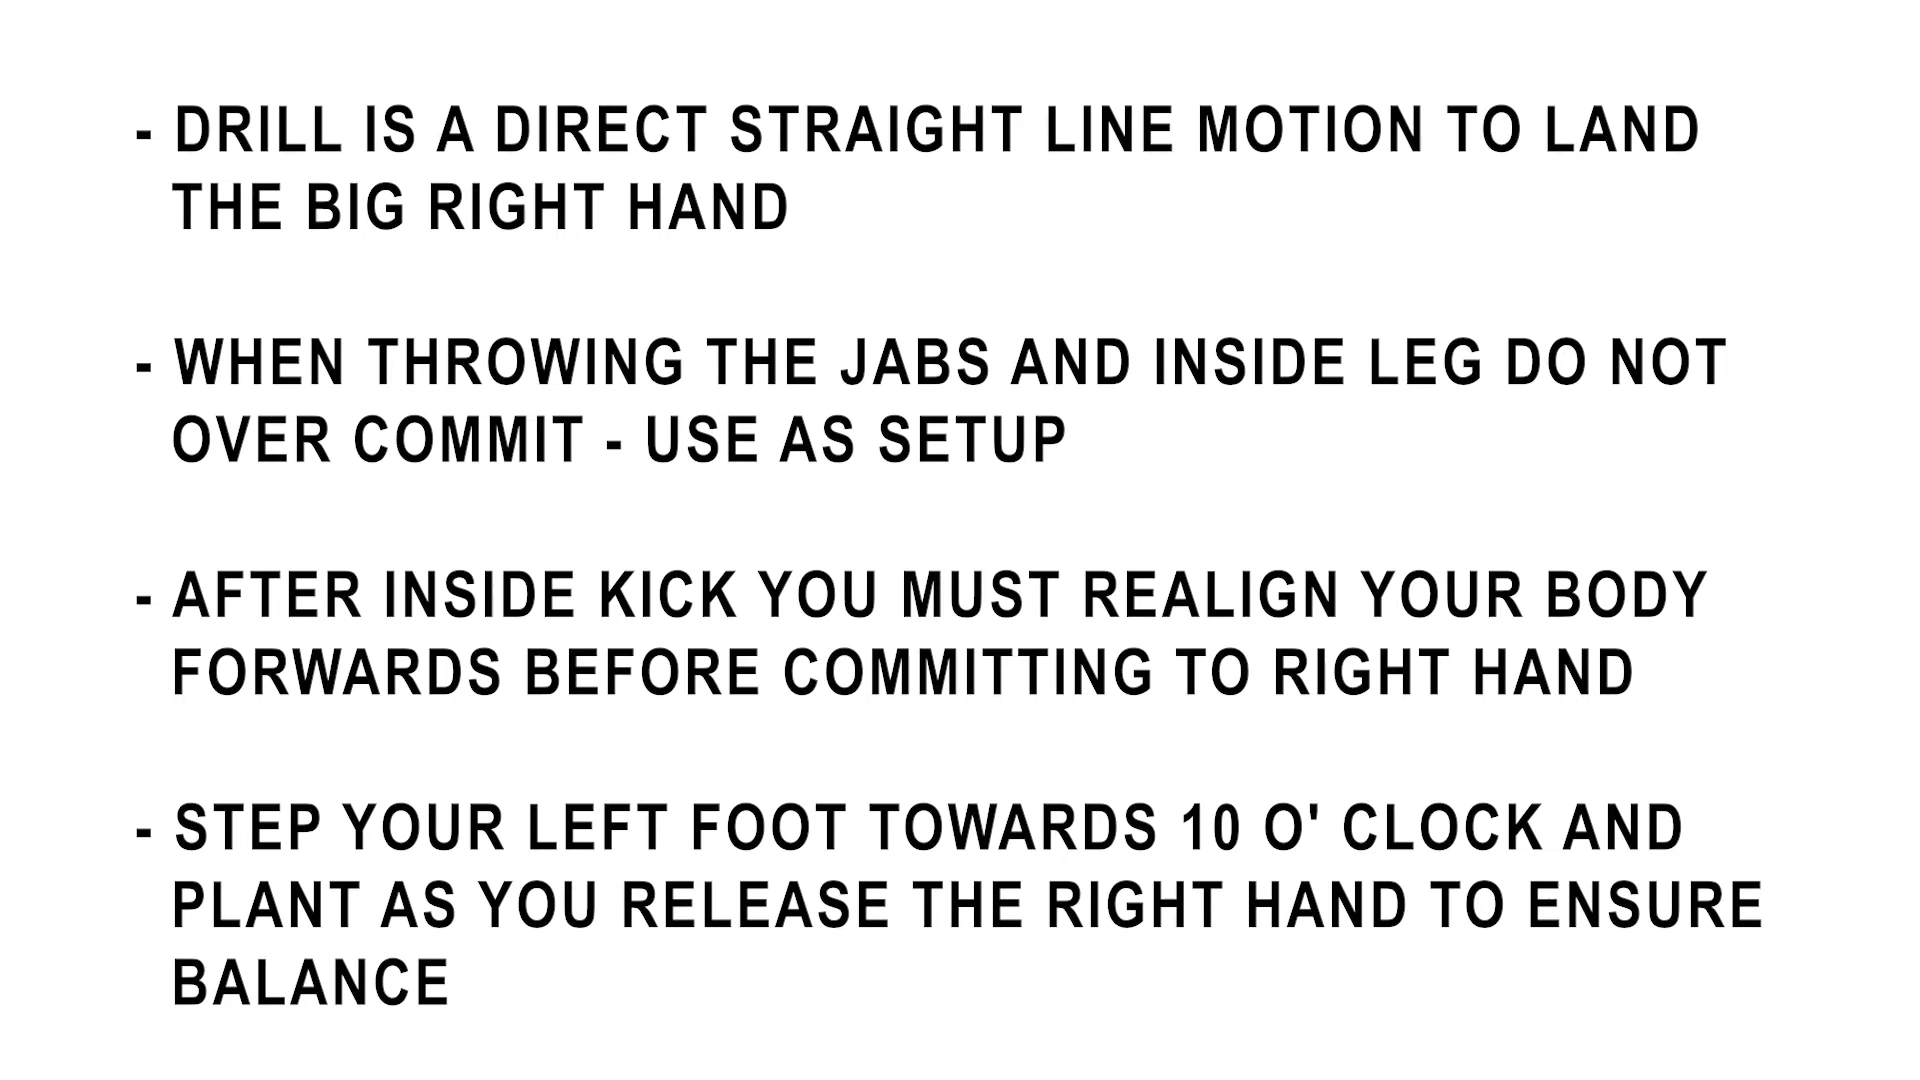 - DRILL IS A DIRECT STRAIGHT LINE MOTION TO LAND
THE BIG RIGHT HAND
- WHEN THROWING THE JABS AND INSIDE LEG DO NOT
OVER COMMIT - USE AS SETUP
- AFTER INSIDE KICK YOU MUST REALIGN YOUR BODY
FORWARDS BEFORE COMMITTING TO RIGHT HAND
- STEP YOUR LEFT FOOT TOWARDS 10 O' CLOCK AND
PLANT AS YOU RELEASE THE RIGHT HAND TO ENSURE
BALANCE